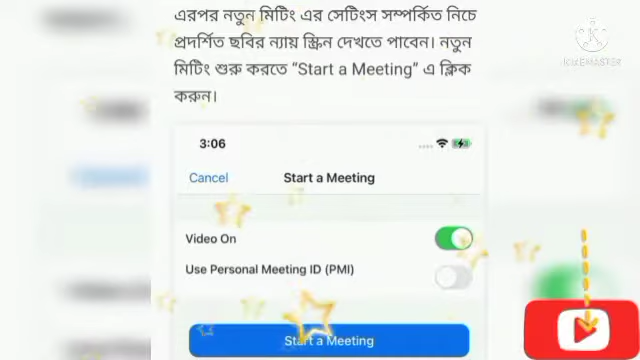 এরপর নতুন মিটিং এর সেটিংস সম্পর্কিত নিচে
প্রদর্শিত ছবির ন্যায় স্ক্রিন দেখতে পাবেন। নতুন
মিটিং শুরু করতে “Start a Meeting” এ ক্লিক
করুন।
KINEMASTER
3:06
Cancel
Start a Meeting
Video On
Use Personal Meeting ID (PMI)
Start a Meeting